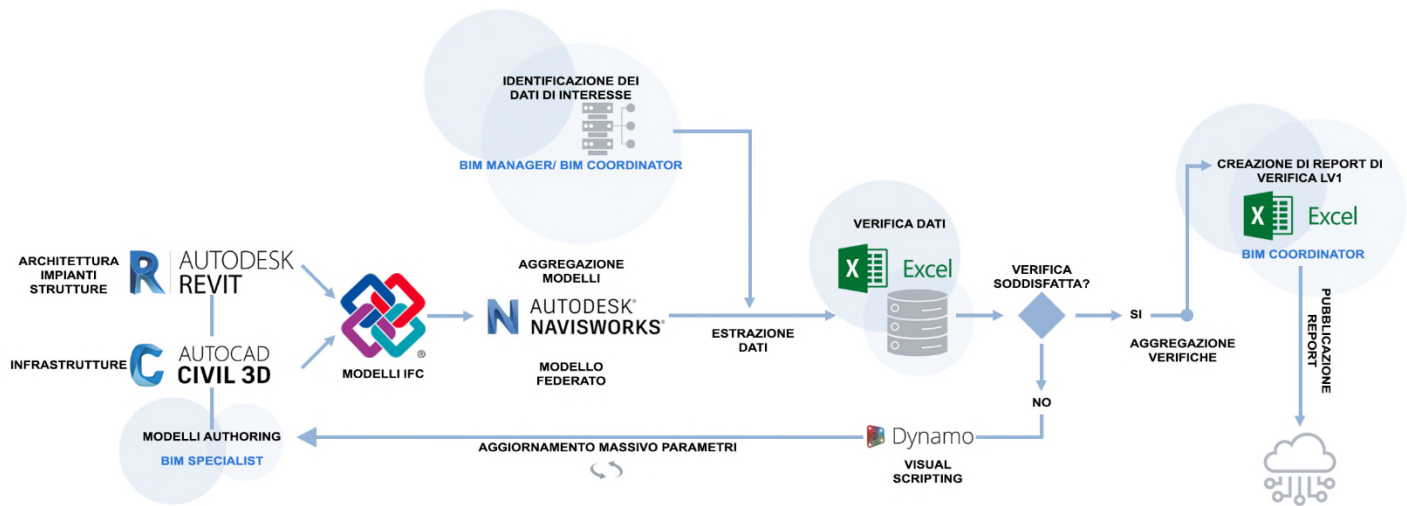 IDENTIFICAZIONE DEI
DATI DI INTERESSE
BIM MANAGER/ BIM COORDINATOR
ARCHITETTURA
IMPIANTI
STRUTTURE
AUTODESK
REVIT
INFRASTRUTTURE
AUTOCAD
CIVIL 3D
MODELLI AUTHORING
BIM SPECIALIST
®
MODELLI IFC
AGGREGAZIONE
MODELLI
AUTODESK®
NAVISWORKS®
MODELLO
FEDERATO
ESTRAZIONE
DATI
VERIFICA DATI
X Excel
VERIFICA
SODDISFATTA?
SI
AGGREGAZIONE
VERIFICHE
NO
Dynamo
VISUAL
SCRIPTING
AGGIORNAMENTO MASSIVO PARAMETRI
CREAZIONE DI REPORT DI
VERIFICA LV1
X Excel
BIM COORDINATOR
PUBBLICAZIONE
REPORT